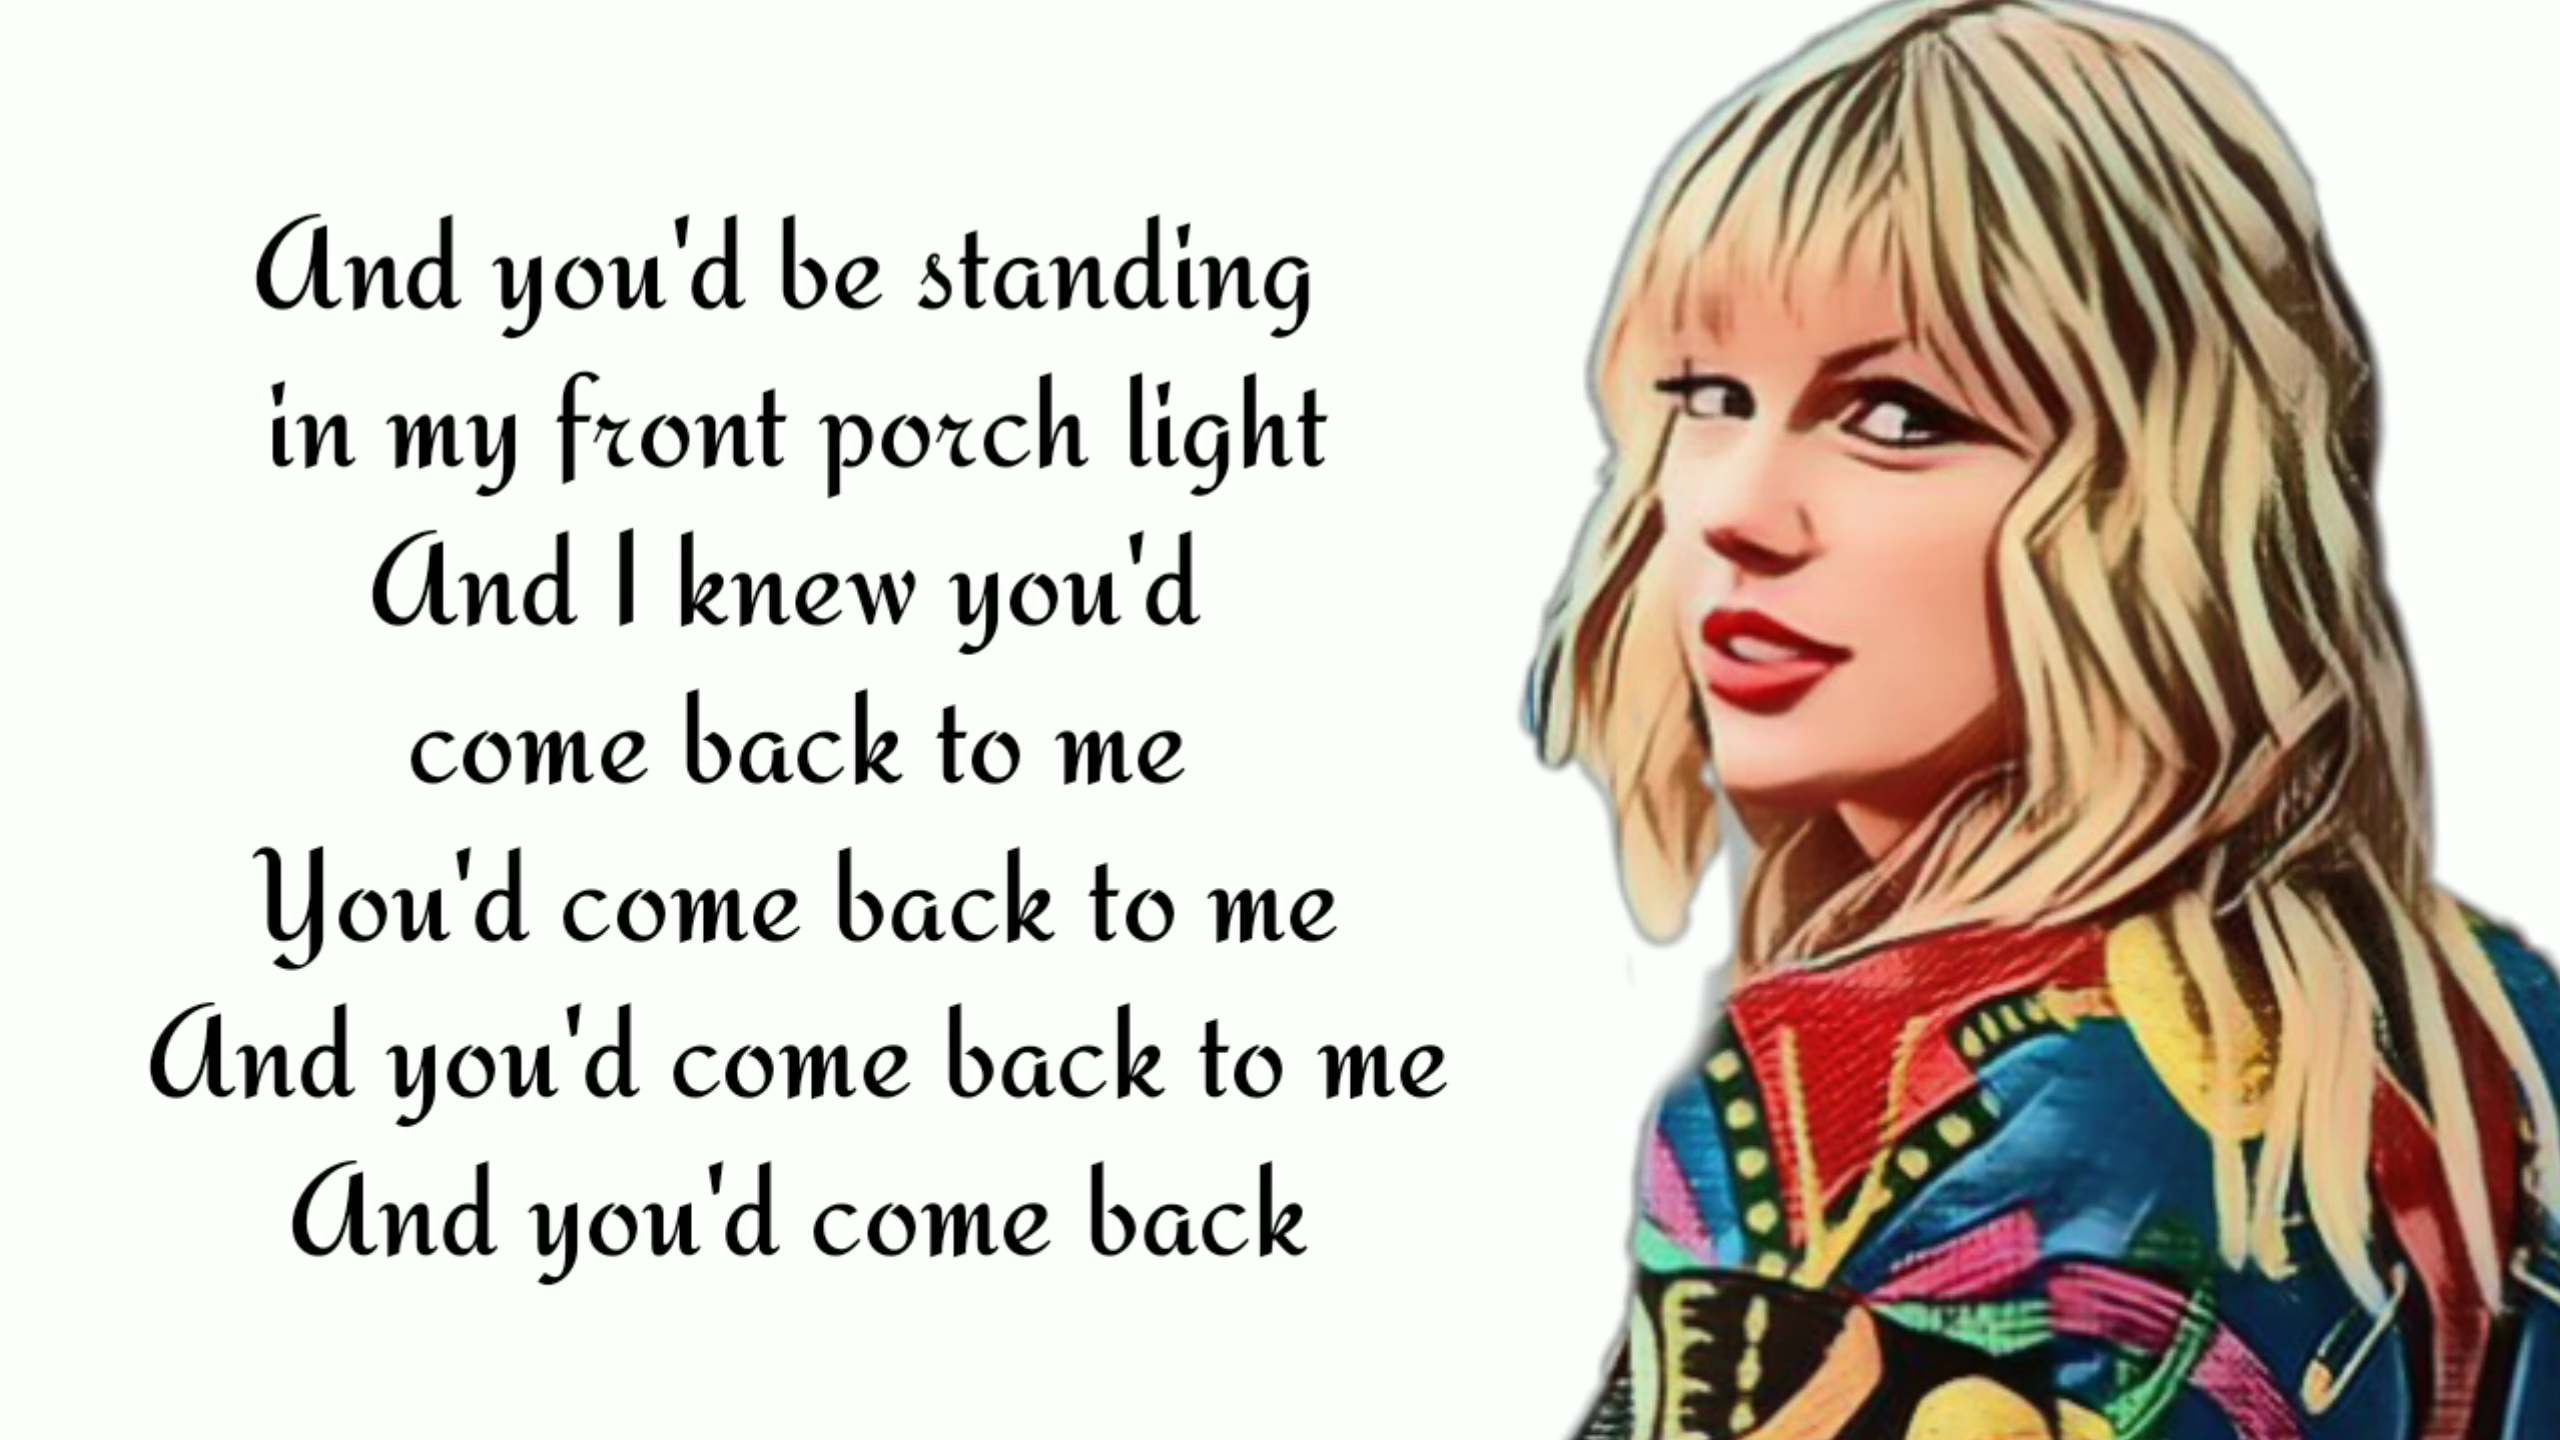 And you'd be standing
in my front porch light
And I knew you'd
come back to me
You'd come back to me
And you'd come back to me
And you'd come back